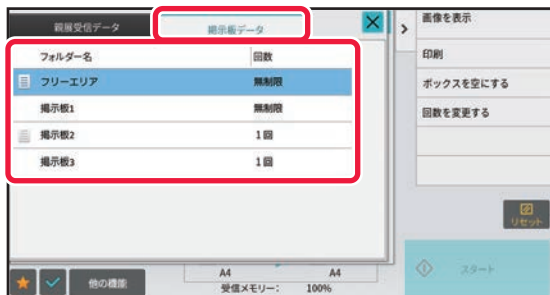 親展受信データ
掲示板データ
フォルダー名 回数
フリーエリア 無制限
掲示板1 無制限
掲示板2 1回
掲示板3 1回
画像を表示
印刷
ボックスを空にする
回数を変更する
リセット
スタート
他の機能
A4 A4
受信メモリー: 100%